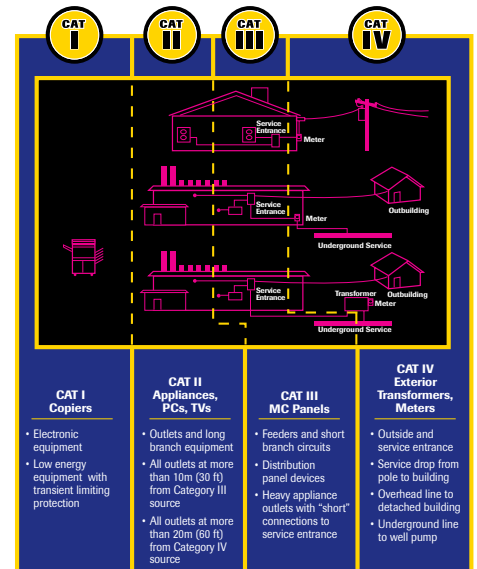 CAT
I
CAT
II
CAT
III
CAT
IV
Service
Entrance
Meter
Service
Entrance
Meter
Outbuilding
Underground Service
Service
Entrance
Transformer
Meter
Outbuilding
Underground Service
CAT I
Copiers
• Electronic
equipment
• Low energy
equipment with
transient limiting
protection
CAT II
Appliances,
PCs, TVs
• Outlets and long
branch equipment
• All outlets at more
than 10m (30 ft)
from Category III
source
• All outlets at more
than 20m (60 ft)
from Category IV
source
CAT III
MC Panels
• Feeders and short
branch circuits
• Distribution
panel devices
• Heavy appliance
outlets with “short”
connections to
service entrance
CAT IV
Exterior
Transformers,
Meters
• Outside and
service entrance
• Service drop from
pole to building
• Overhead line to
detached building
• Underground line
to well pump